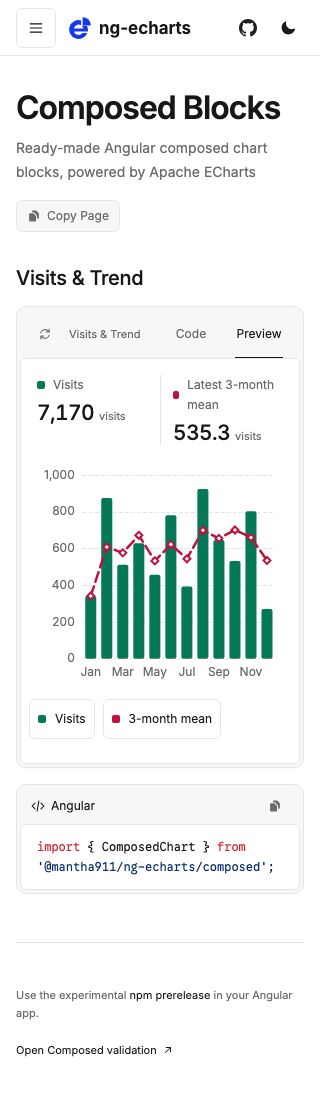 ng-echarts
Composed Blocks
Ready-made Angular composed chart
blocks, powered by Apache ECharts
Copy Page
Visits & Trend
Visits & Trend
Code
Preview
Visits
7,170 visits
Latest 3-month
mean
535.3 visits
1,000
800
600
400
200
0
Jan Mar May Jul Sep Nov
Visits
3-month mean
Angular
import { ComposedChart } from
'@mantha911/ng-echarts/composed';
Use the experimental npm prerelease in your Angular
app.
Open Composed validation ↗